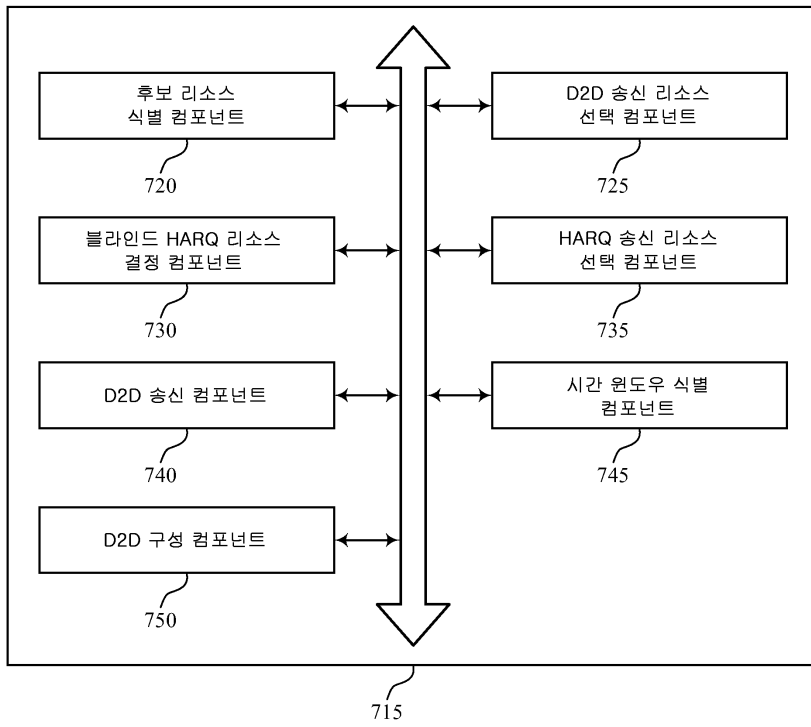 후보 리소스
식별 컴포넌트
720
D2D 송신 리소스
선택 컴포넌트
725
블라인드 HARQ 리소스
결정 컴포넌트
730
HARQ 송신 리소스
선택 컴포넌트
735
D2D 송신 컴포넌트
740
시간 윈도우 식별
컴포넌트
745
D2D 구성 컴포넌트
750
715